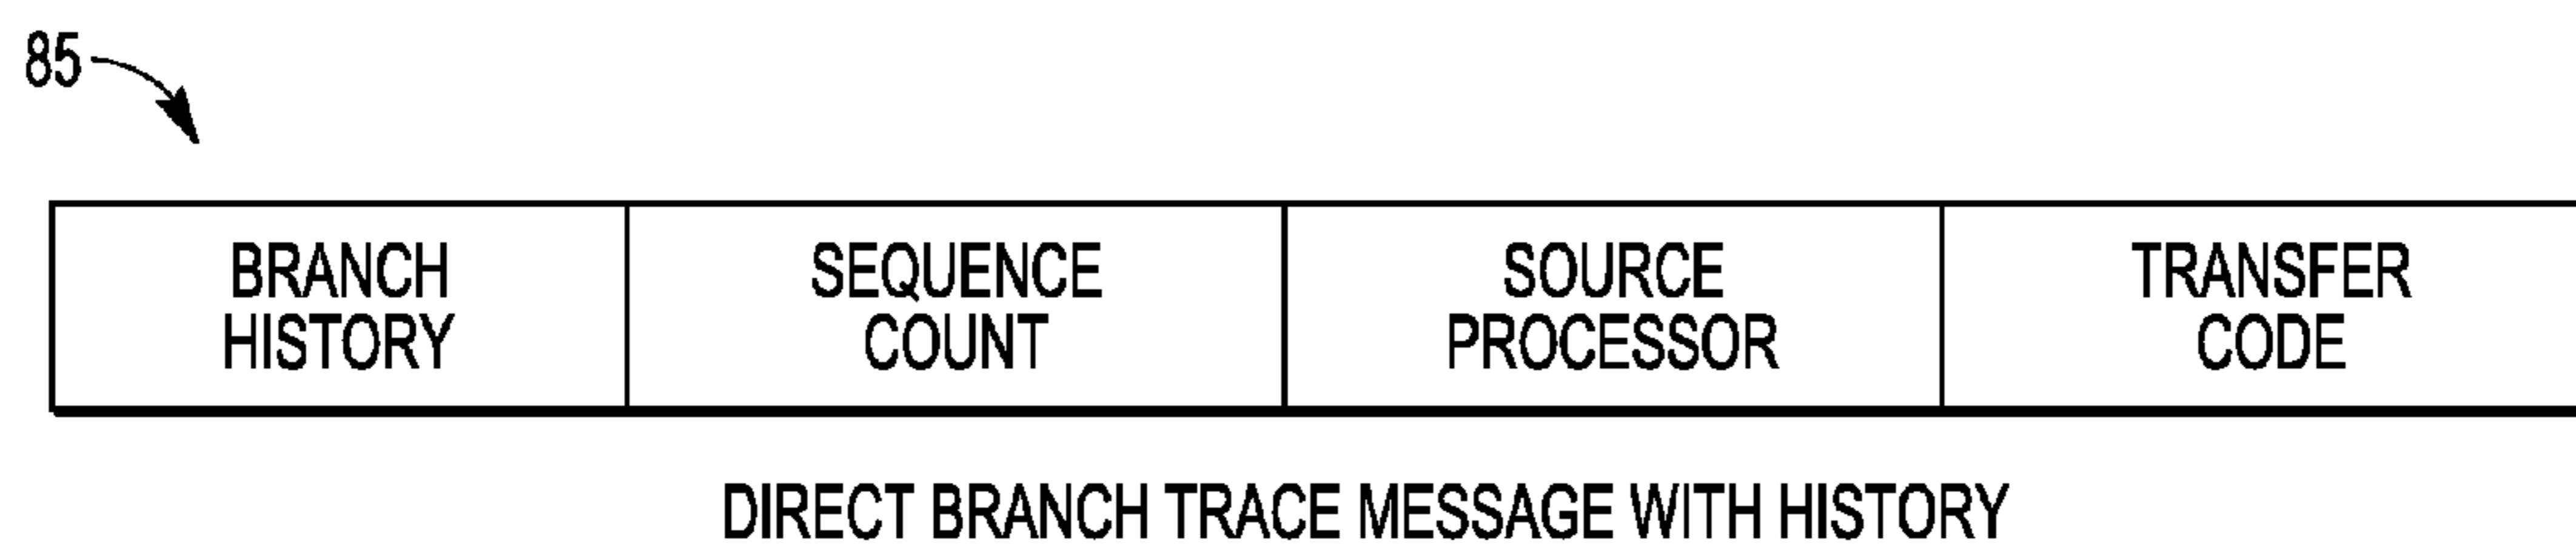 85
BRANCH
HISTORY
SEQUENCE
COUNT
SOURCE
PROCESSOR
TRANSFER
CODE
DIRECT BRANCH TRACE MESSAGE WITH HISTORY